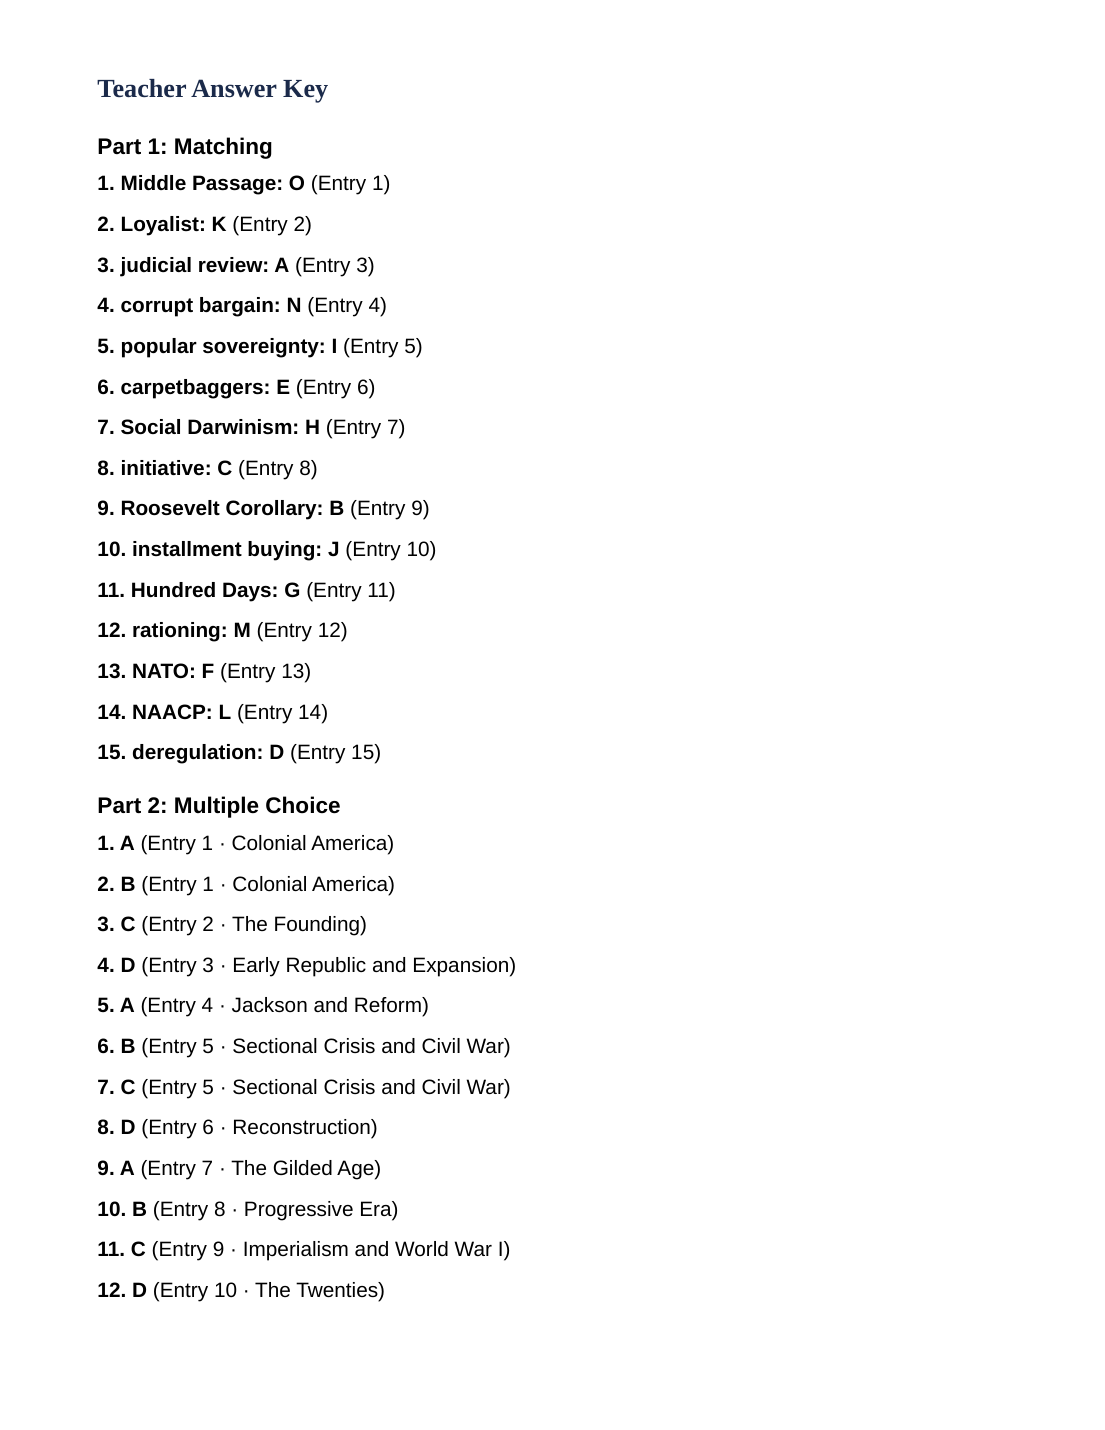 Teacher Answer Key
Part 1: Matching
1. Middle Passage: O (Entry 1)
2. Loyalist: K (Entry 2)
3. judicial review: A (Entry 3)
4. corrupt bargain: N (Entry 4)
5. popular sovereignty: I (Entry 5)
6. carpetbaggers: E (Entry 6)
7. Social Darwinism: H (Entry 7)
8. initiative: C (Entry 8)
9. Roosevelt Corollary: B (Entry 9)
10. installment buying: J (Entry 10)
11. Hundred Days: G (Entry 11)
12. rationing: M (Entry 12)
13. NATO: F (Entry 13)
14. NAACP: L (Entry 14)
15. deregulation: D (Entry 15)
Part 2: Multiple Choice
1. A (Entry 1 · Colonial America)
2. B (Entry 1 · Colonial America)
3. C (Entry 2 · The Founding)
4. D (Entry 3 · Early Republic and Expansion)
5. A (Entry 4 · Jackson and Reform)
6. B (Entry 5 · Sectional Crisis and Civil War)
7. C (Entry 5 · Sectional Crisis and Civil War)
8. D (Entry 6 · Reconstruction)
9. A (Entry 7 · The Gilded Age)
10. B (Entry 8 · Progressive Era)
11. C (Entry 9 · Imperialism and World War I)
12. D (Entry 10 · The Twenties)